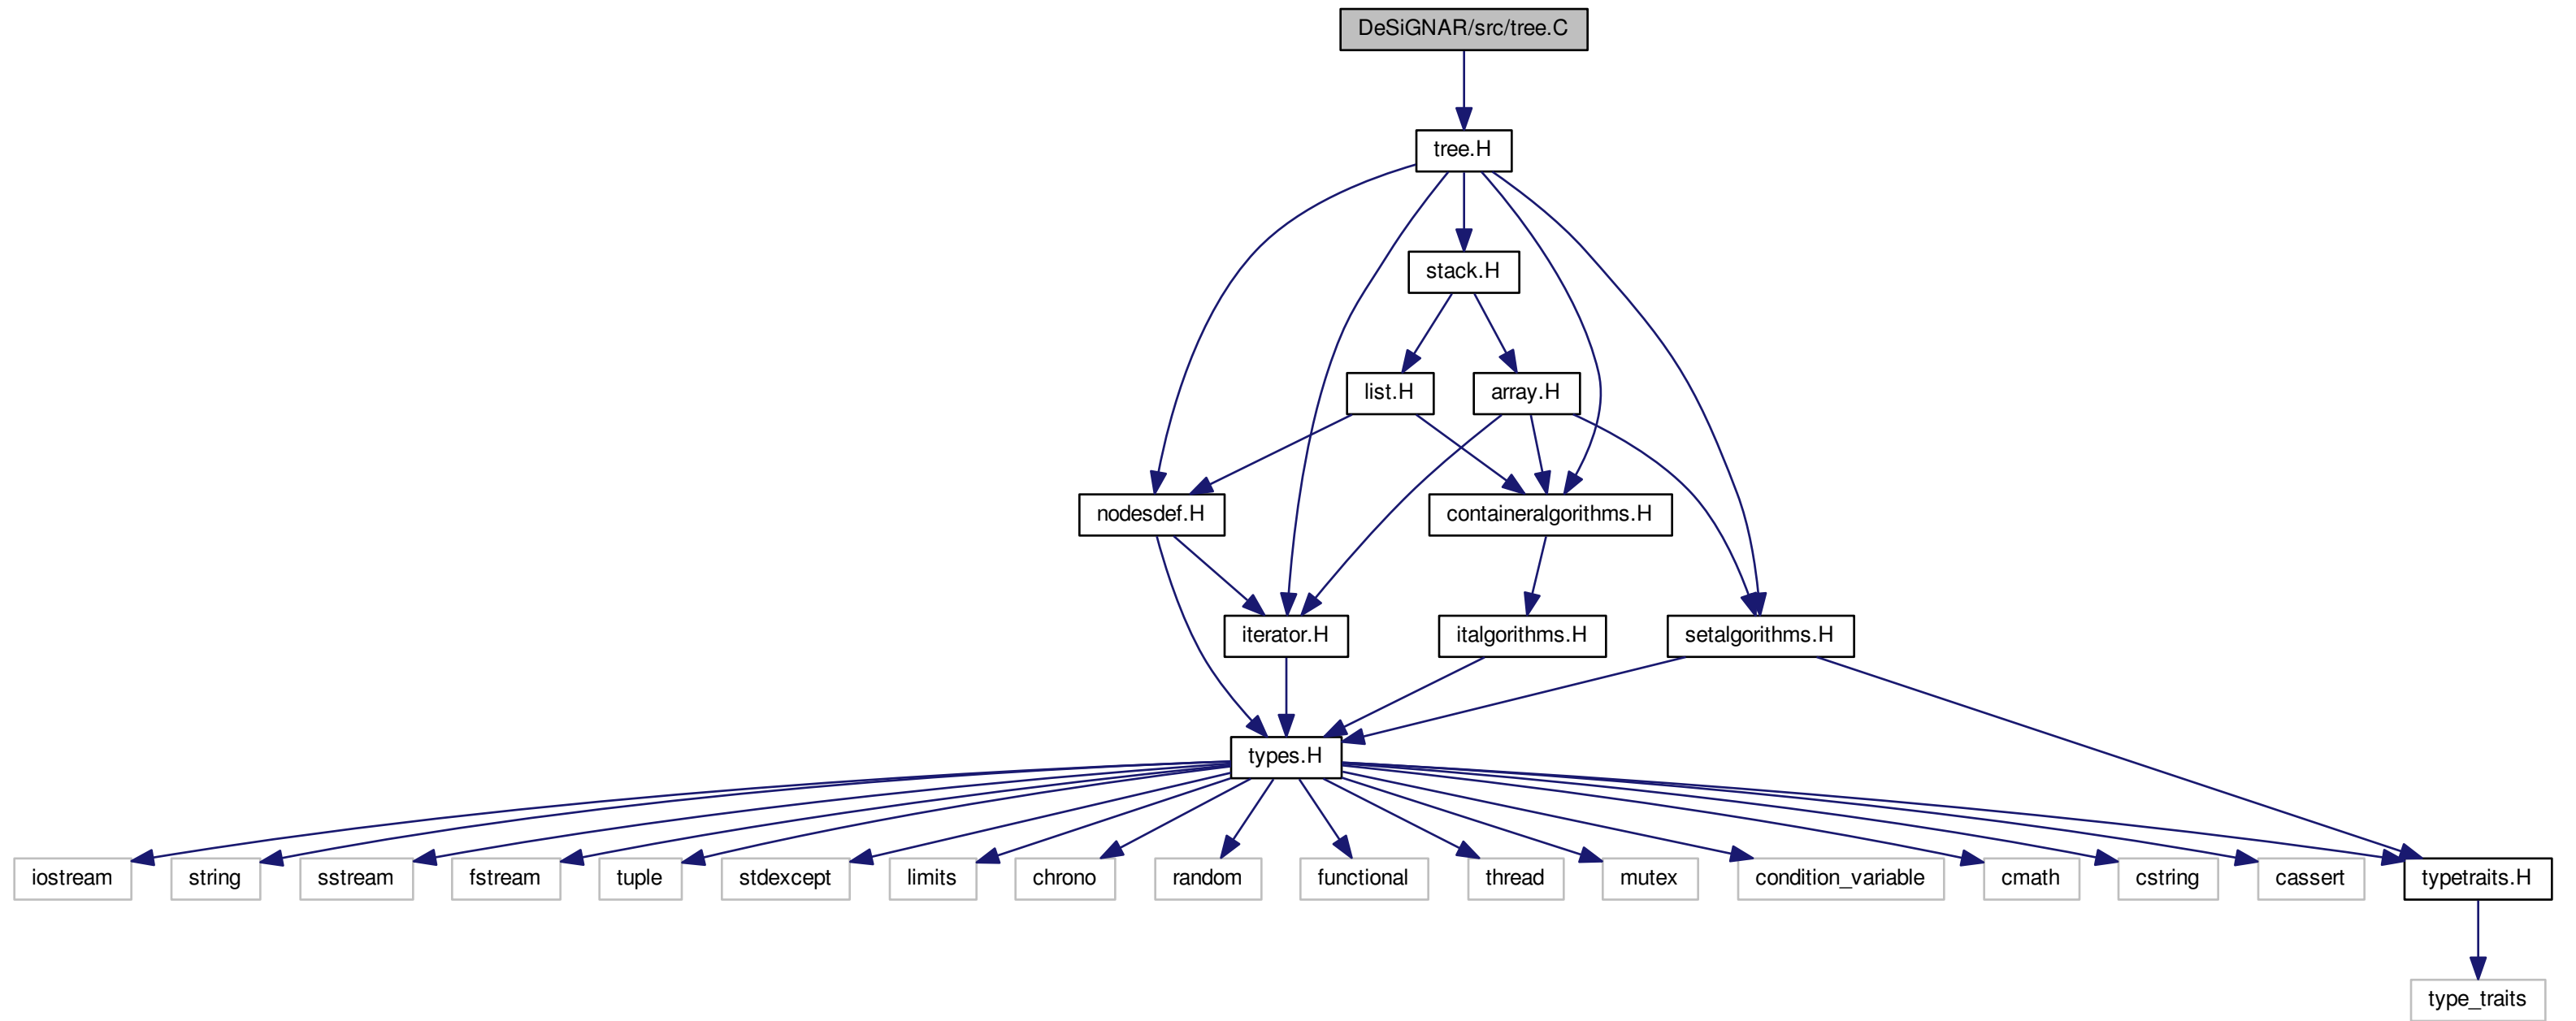 DeSiGNAR/src/tree.C
tree.H
stack.H
list.H
array.H
nodesdef.H
containeralgorithms.H
iterator.H
italgorithms.H
setalgorithms.H
types.H
iostream
string
sstream
fstream
tuple
stdexcept
limits
chrono
random
functional
thread
mutex
condition_variable
cmath
cstring
cassert
typetraits.H
type_traits